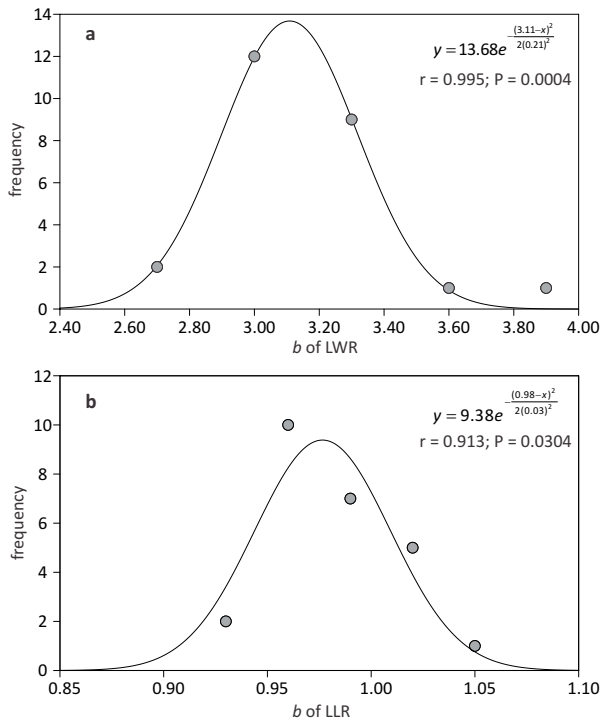 a
y = 13.68e^{-\frac{(3.11-x)^2}{2(0.21)^2}}
r = 0.995; P = 0.0004
14
12
10
8
6
4
2
0
frequency
2.40 2.60 2.80 3.00 3.20 3.40 3.60 3.80 4.00
b of LWR
b
y = 9.38e^{-\frac{(0.98-x)^2}{2(0.03)^2}}
r = 0.913; P = 0.0304
12
10
8
6
4
2
0
frequency
0.85 0.90 0.95 1.00 1.05 1.10
b of LLR